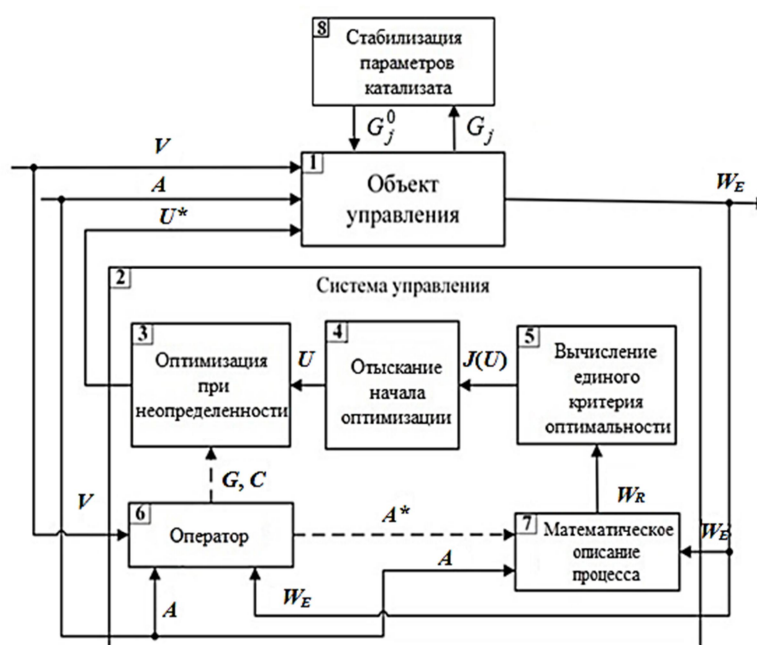 8
Стабилизация
параметров
катализата
G_j^0
G_j
V
1
A
Объект
управления
W_E
U*
2
Система управления
3
Оптимизация
при
неопределенности
U
4
Отыскание
начала
оптимизации
J(U)
5
Вычисление
единого
критерия
оптимальности
G, C
V
W_R
6
Оператор
A*
7
Математическое
описание
процесса
W_E
A
A
W_E